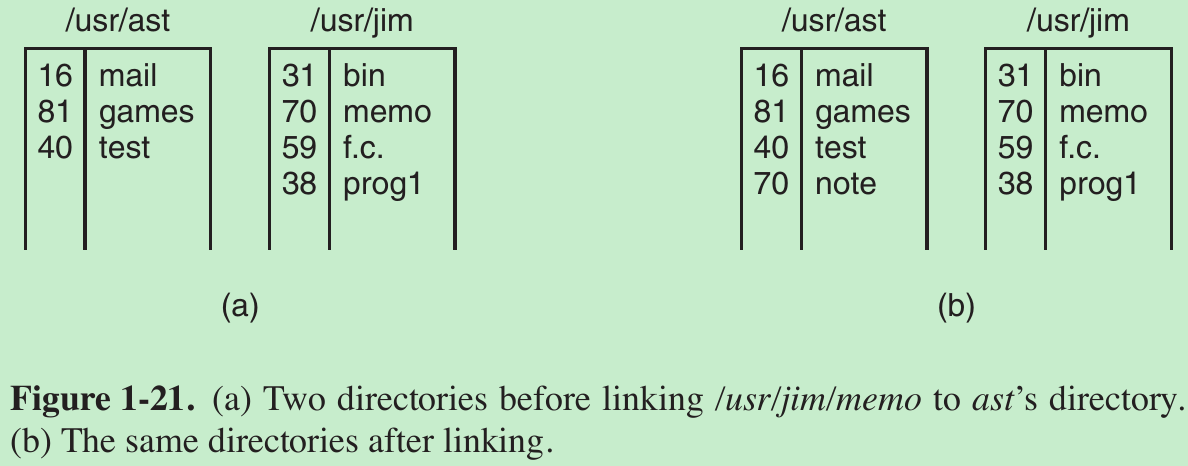 /usr/ast /usr/jim /usr/ast /usr/jim
16 mail 31 bin 16 mail 31 bin
81 games 70 memo 81 games 70 memo
40 test 59 f.c. 40 test 59 f.c.
38 prog1 70 note 38 prog1
(a) (b)
Figure 1-21. (a) Two directories before linking /usr/jim/memo to ast’s directory.
(b) The same directories after linking.